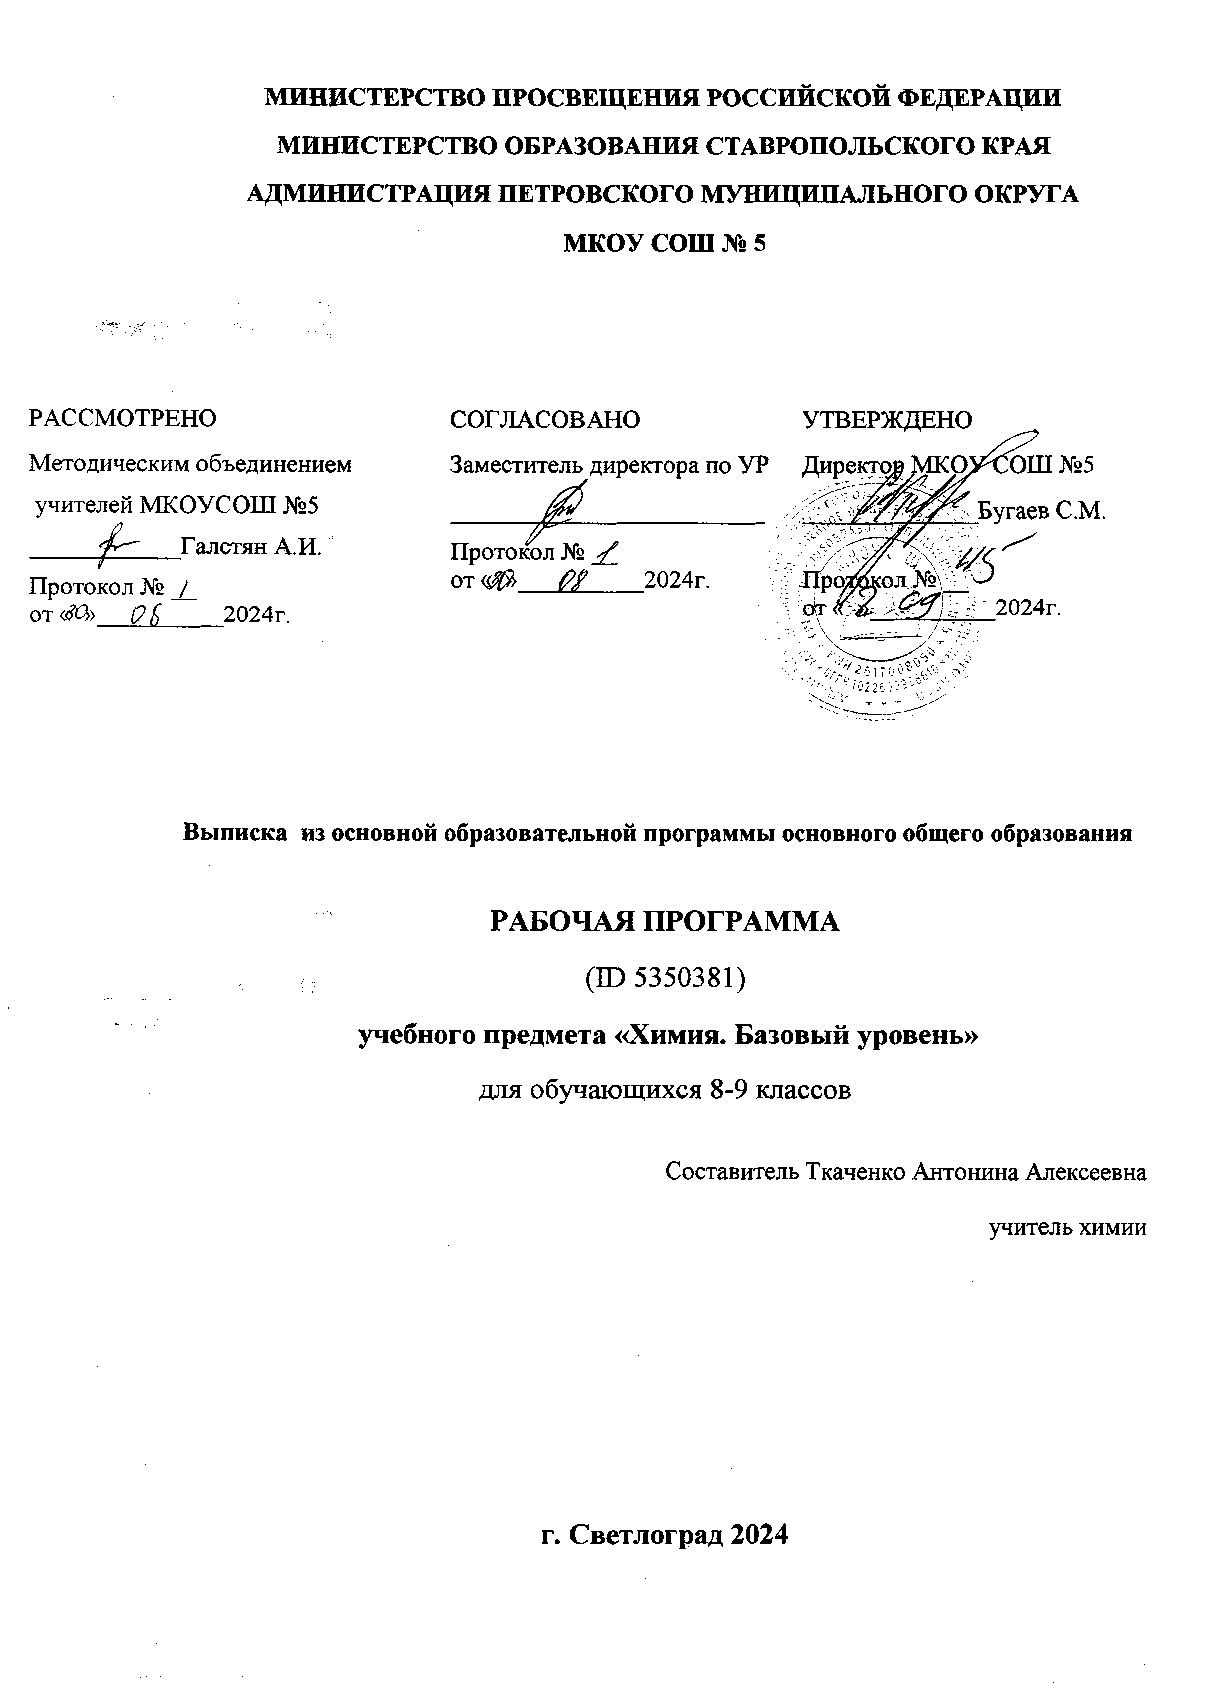 МИНИСТЕРСТВО ПРОСВЕЩЕНИЯ РОССИЙСКОЙ ФЕДЕРАЦИИ
МИНИСТЕРСТВО ОБРАЗОВАНИЯ СТАВРОПОЛЬСКОГО КРАЯ
АДМИНИСТРАЦИЯ ПЕТРОВСКОГО МУНИЦИПАЛЬНОГО ОКРУГА
МКОУ СОШ № 5
РАССМОТРЕНО
Методическим объединением
учителей МКОУСОШ №5
____________Галстян А.И.
Протокол № 1
от «30» 06 2024г.
СОГЛАСОВАНО
Заместитель директора по УР
Протокол № 1
от «30» 08 2024г.
УТВЕРЖДЕНО
Директор МКОУ СОШ №5
Бугаев С.М.
Протокол № 45
от « 09 2024г.
Выписка из основной образовательной программы основного общего образования
РАБОЧАЯ ПРОГРАММА
(ID 5350381)
учебного предмета «Химия. Базовый уровень»
для обучающихся 8-9 классов
Составитель Ткаченко Антонина Алексеевна
учитель химии
г. Светлоград 2024